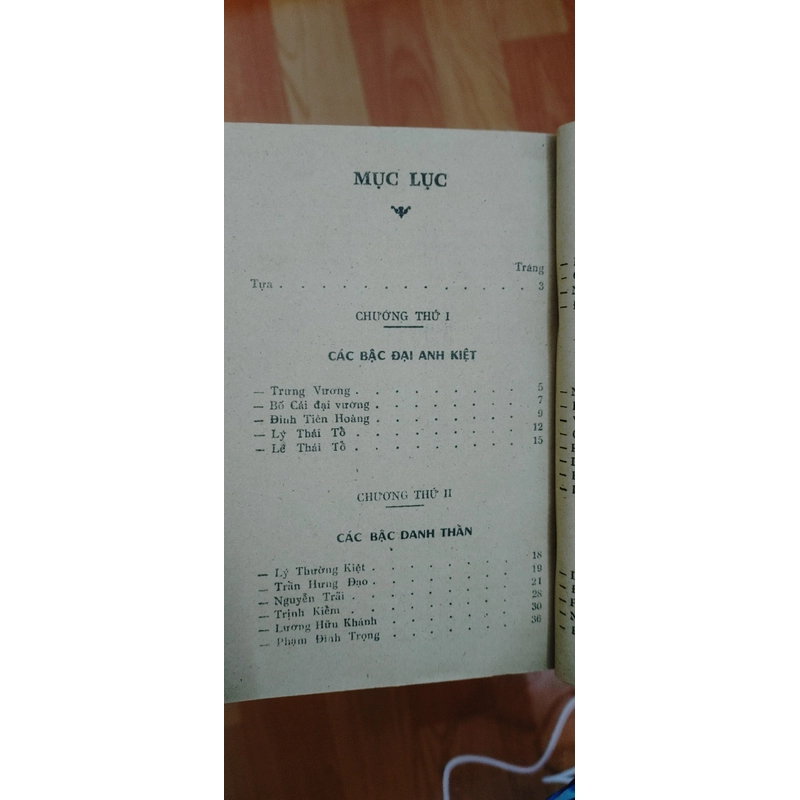 MỤC LỤC
Trang
Tựa . . . . . . . . . . . . . 3
CHƯƠNG THỨ I
CÁC BẬC ĐẠI ANH KIỆT
— Trưng Vương . . . . . . . . 5
— Bố Cái đại vương . . . . . . . 7
— Đinh Tiên Hoàng . . . . . . . 9
— Lý Thái Tổ . . . . . . . . 12
— Lê Thái Tổ . . . . . . . . 15
CHƯƠNG THỨ II
CÁC BẬC DANH THẦN
— Lý Thường Kiệt . . . . . . . 18
— Trần Hưng Đạo . . . . . . . 19
— Nguyễn Trãi . . . . . . . . 21
— Trịnh Kiểm . . . . . . . . 28
— Lương Hữu Khánh . . . . . . . 30
— Phạm Đình Trọng . . . . . . . 36